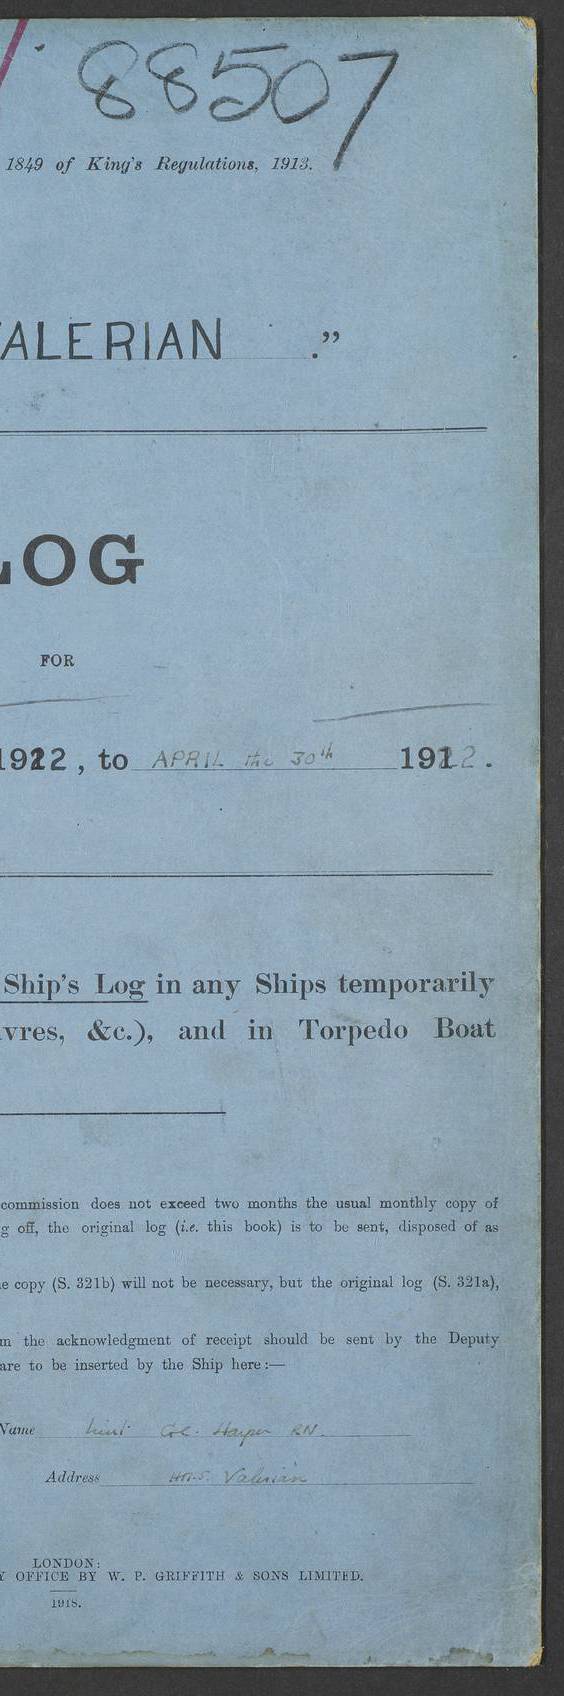 88507
1849 of King's Regulations, 1913.
VALERIAN ."
LOG
FOR
1922, to APRIL the 30th 1922.
Ship's Log in any Ships temporarily
vres, &c.), and in Torpedo Boat
commission does not exceed two months the usual monthly copy of
g off, the original log (i.e. this book) is to be sent, disposed of as
e copy (S. 321b) will not be necessary, but the original log (S. 321a),
m the acknowledgment of receipt should be sent by the Deputy
are to be inserted by the Ship here:—
Name Lieut Harper RN.
Address H.M.S. Valerian
LONDON:
Y OFFICE BY W. P. GRIFFITH & SONS LIMITED.
1918.